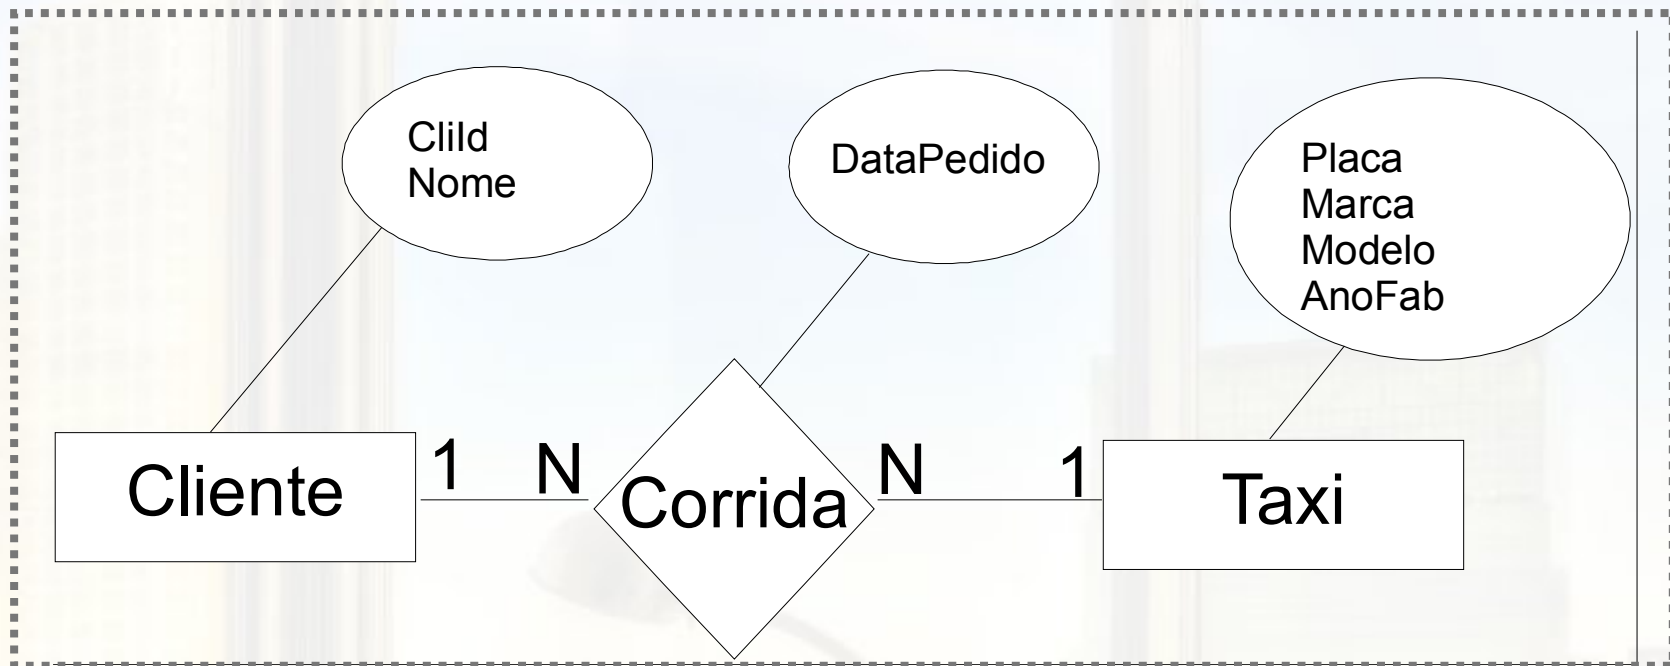 CliId
Nome
DataPedido
Placa
Marca
Modelo
AnoFab
Cliente
1
N
Corrida
N
1
Taxi